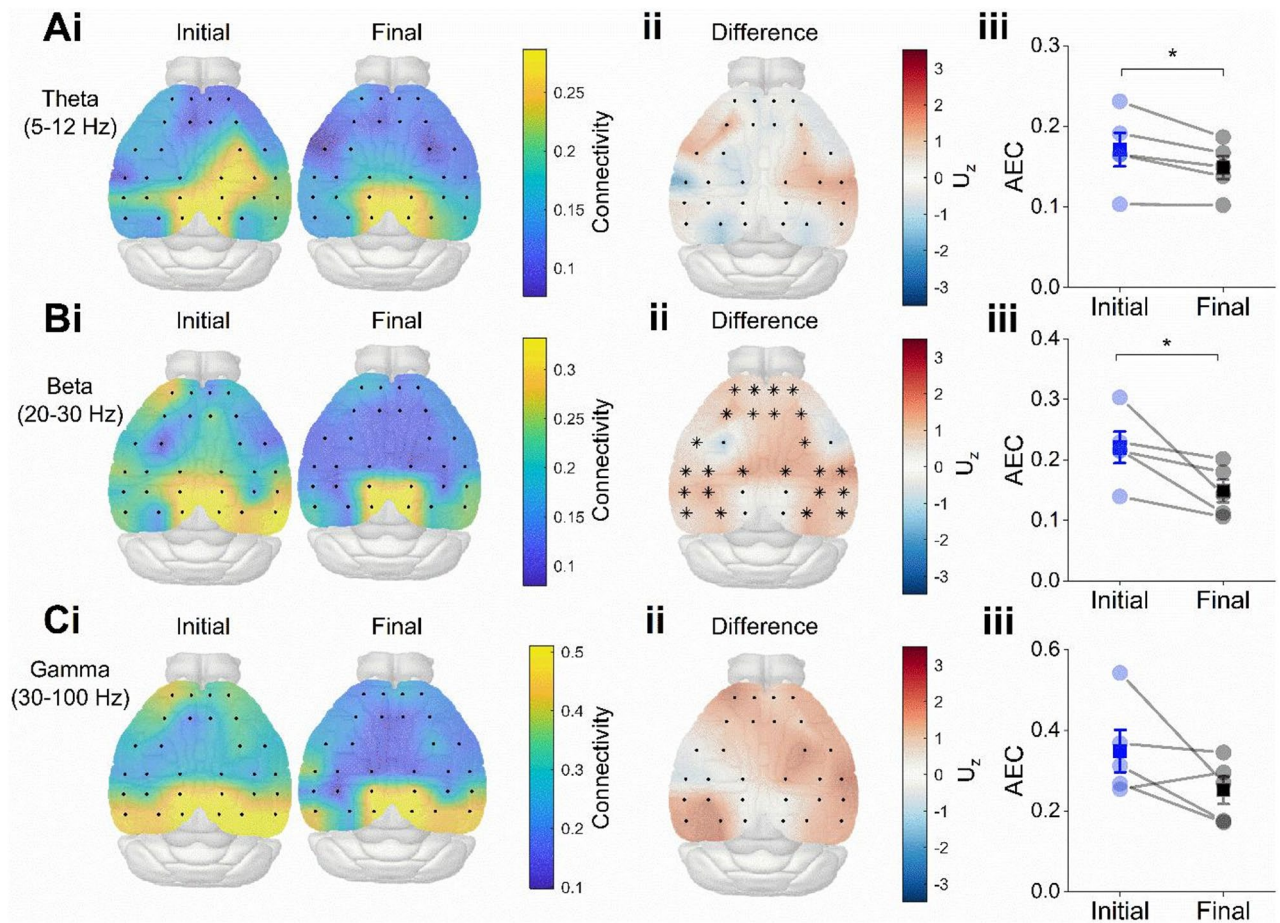 Ai
Initial
Final
ii
Difference
iii
Theta
(5-12 Hz)
0.25
0.2
0.15
0.1
Connectivity
3
2
1
0
-1
-2
-3
Uz
0.3
0.2
0.1
0.0
AEC
*
Initial
Final
Bi
Initial
Final
ii
Difference
iii
Beta
(20-30 Hz)
0.3
0.25
0.2
0.15
0.1
Connectivity
3
2
1
0
-1
-2
-3
Uz
0.4
0.3
0.2
0.1
0.0
AEC
*
Initial
Final
Ci
Initial
Final
ii
Difference
iii
Gamma
(30-100 Hz)
0.5
0.4
0.3
0.2
0.1
Connectivity
3
2
1
0
-1
-2
-3
Uz
0.6
0.4
0.2
0.0
AEC
Initial
Final